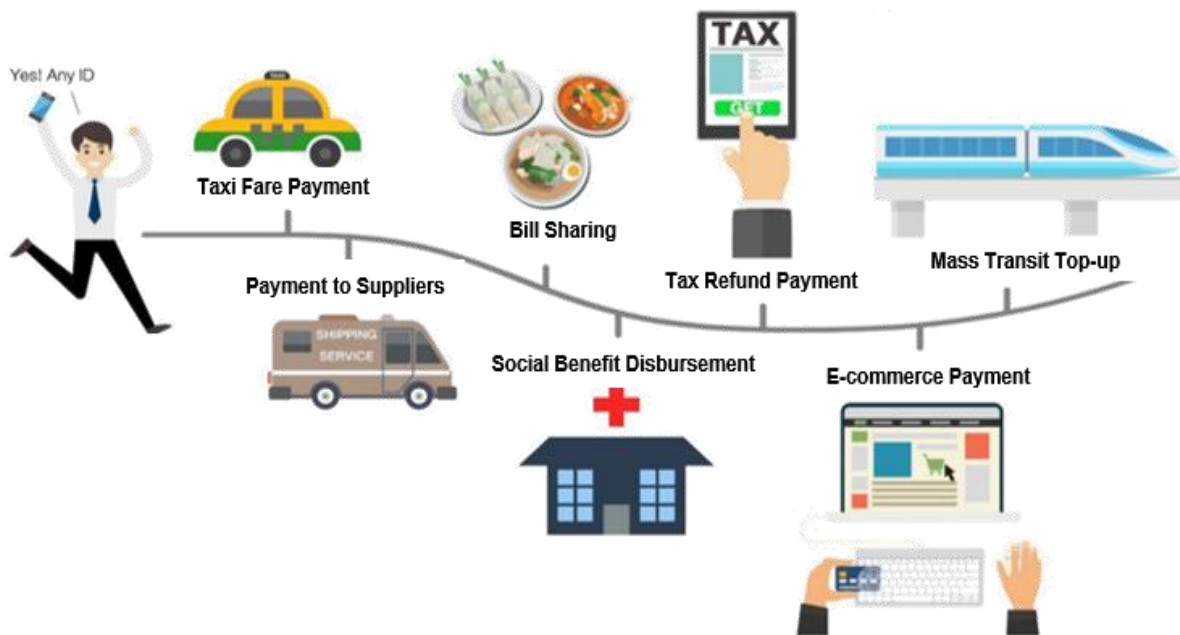 Yes! Any ID
TAXI
Taxi Fare Payment
Payment to Suppliers
SHIPPING
SERVICE
Bill Sharing
Social Benefit Disbursement
TAX
GET
Tax Refund Payment
E-commerce Payment
Mass Transit Top-up